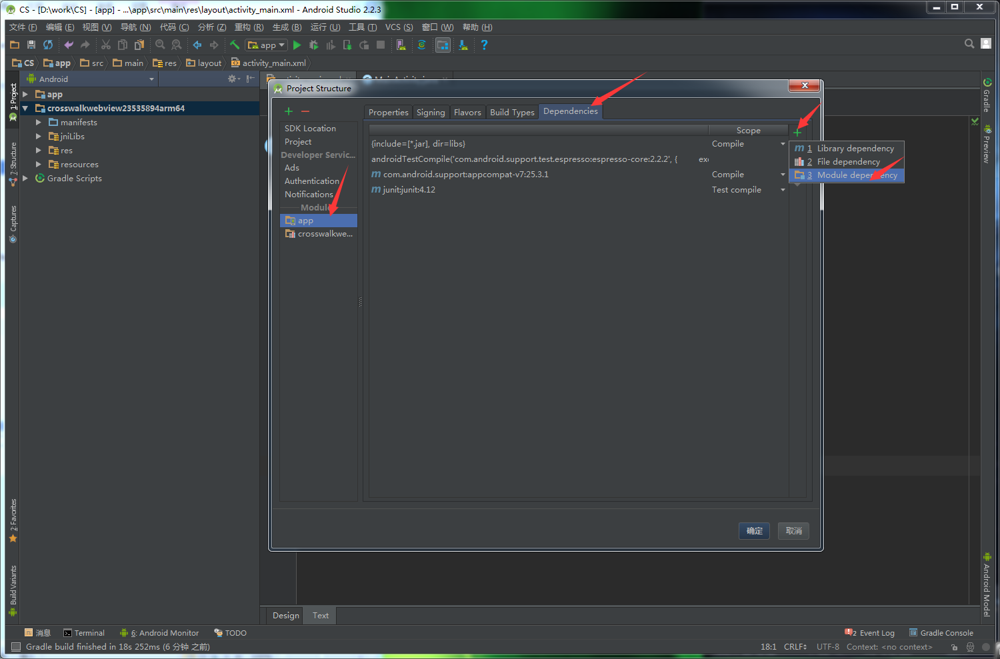 CS - [D:\work\CS] - [app] - ...\app\src\main\res\layout\activity_main.xml - Android Studio 2.2.3
文件 (F) 编辑 (E) 视图 (V) 导航 (N) 代码 (C) 分析 (Z) 重构 (R) 生成 (B) 运行 (U) 工具 (T) VCS (S) 窗口 (W) 帮助 (H)
app
CS app src main res layout activity_main.xml
Android
1: Project
7: Structure
Captures
2: Favorites
Build Variants
app
crosswalkwebview23535894arm64
manifests
jniLibs
res
resources
Gradle Scripts
Project Structure
SDK Location
Project
Developer Servic...
Ads
Authentication
Notifications
Modul
app
crosswalkwe...
Properties Signing Flavors Build Types Dependencies
Scope
{include=[*.jar], dir=libs} Compile
androidTestCompile('com.android.support.test.espresso:espresso-core:2.2.2', { exc
m com.android.support:appcompat-v7:25.3.1 Compile
m junit:junit:4.12 Test compile
m 1 Library dependency
2 File dependency
3 Module dependency
确定 取消
Gradle
Preview
Android Model
Design Text
消息 Terminal 6: Android Monitor TODO
2 Event Log Gradle Console
Gradle build finished in 18s 252ms (6 分钟 之前)
18:1 CRLF UTF-8 Context: <no context>